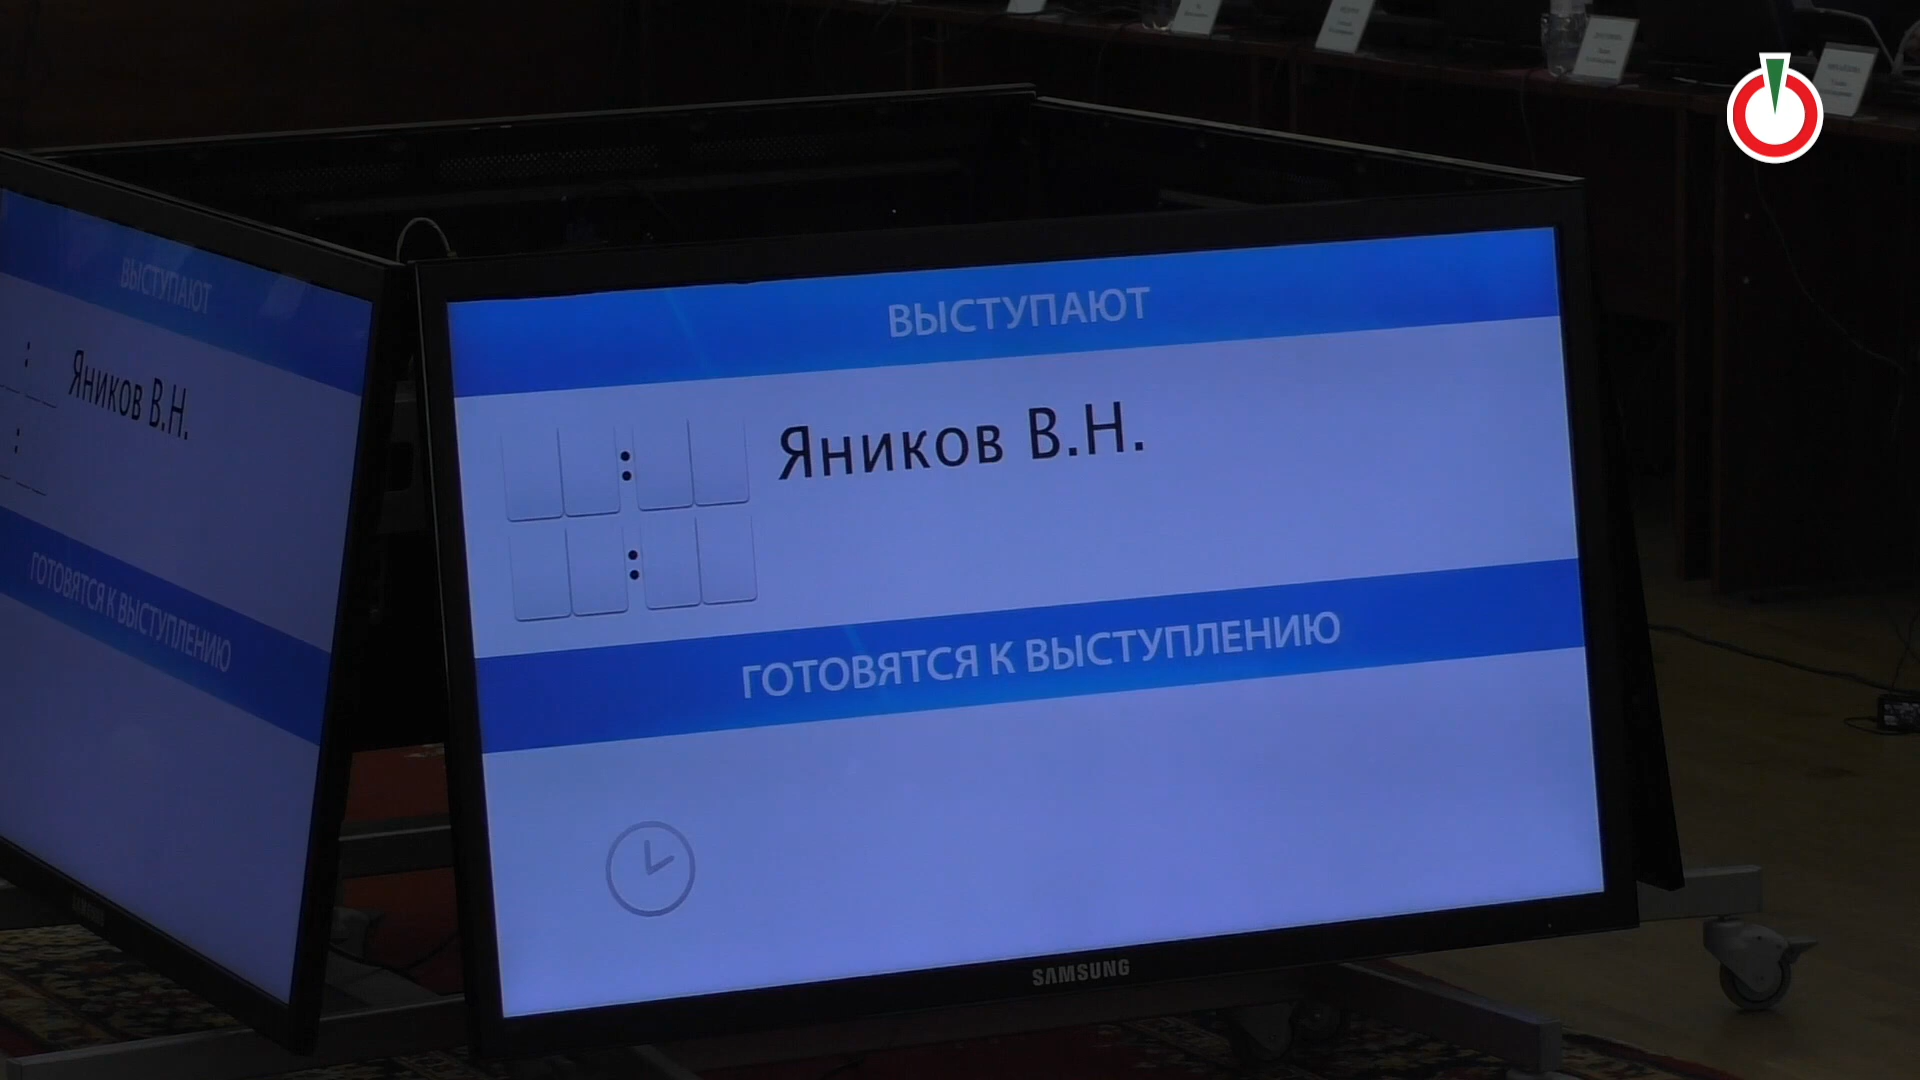 ВЫСТУПАЮТ
Яников В.Н.
ГОТОВЯТСЯ К ВЫСТУПЛЕНИЮ
ВЫСТУПАЮТ
: Яников В.Н.
:
ГОТОВЯТСЯ К ВЫСТУПЛЕНИЮ
SAMSUNG